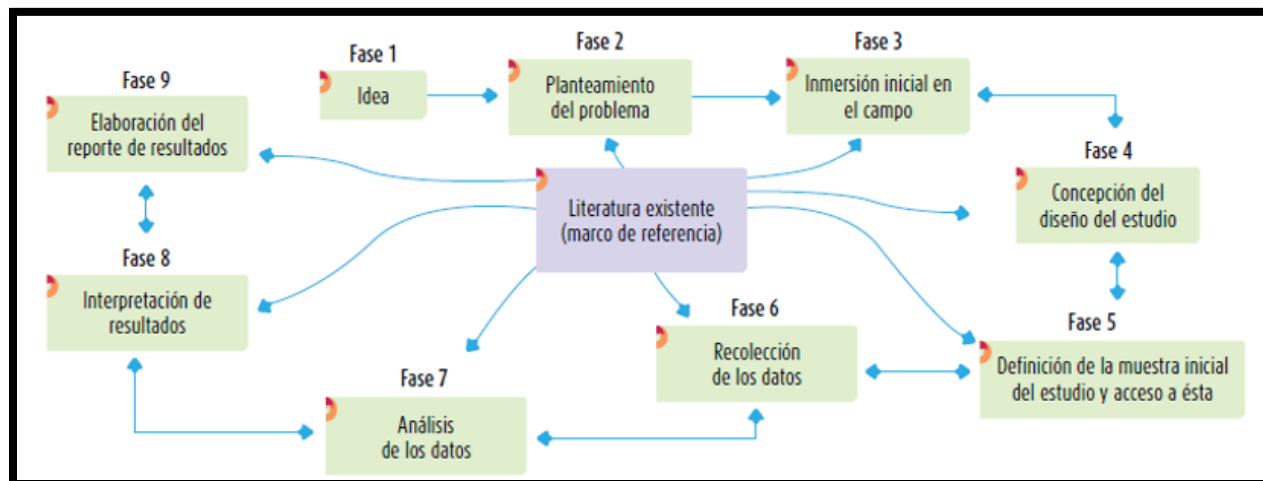 Fase 1
Idea
Fase 2
Planteamiento
del problema
Fase 3
Inmersión inicial en
el campo
Fase 4
Concepción del
diseño del estudio
Fase 5
Definición de la muestra inicial
del estudio y acceso a ésta
Fase 6
Recolección
de los datos
Fase 7
Análisis
de los datos
Fase 8
Interpretación de
resultados
Fase 9
Elaboración del
reporte de resultados
Literatura existente
(marco de referencia)